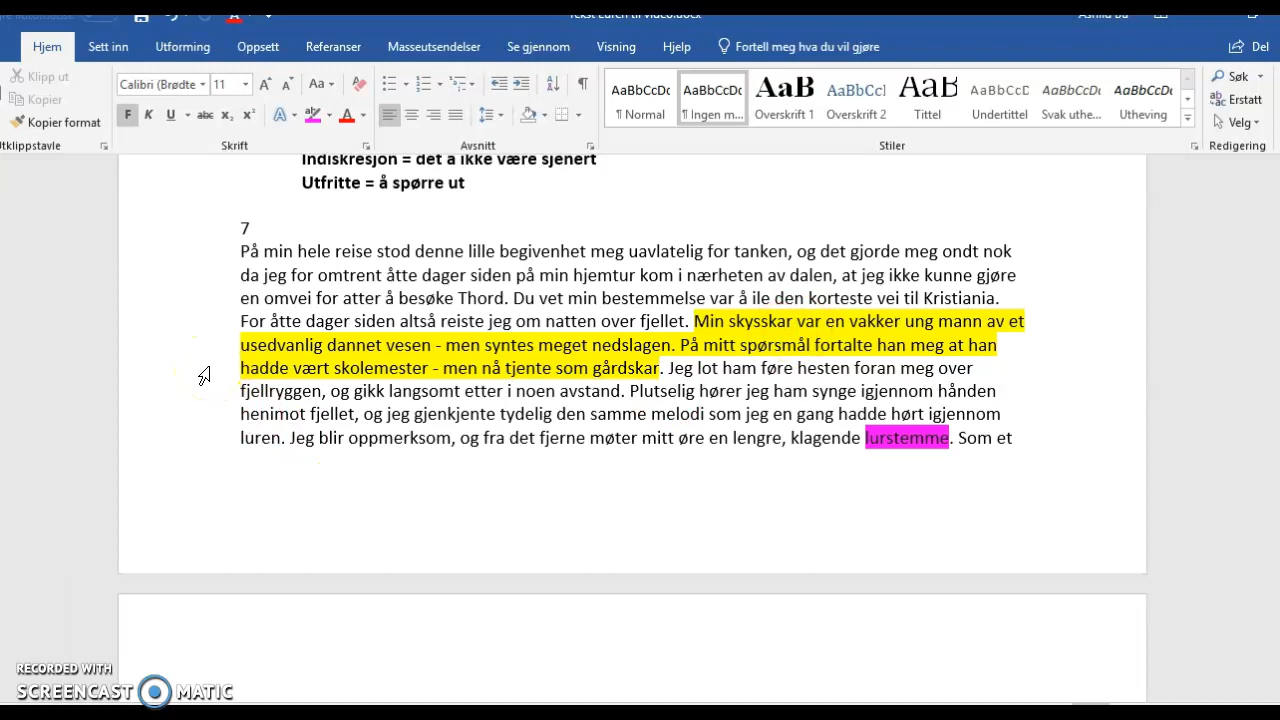 Tekst Luren til video.docx
Hjem Sett inn Utforming Oppsett Referanser Masseutsendelser Se gjennom Visning Hjelp Fortell meg hva du vil gjøre Del
Klipp ut
Kopier
Kopier format
Utklippstavle
Calibri (Brødte 11
Skrift
Avsnitt
AaBbCcDc AaBbCcDc AaB AaBbCc AaB AaBbCcD AaBbCcDc AaBbCcDc
¶ Normal ¶ Ingen m... Overskrift 1 Overskrift 2 Tittel Undertittel Svak uthe... Utheving
Stiler
Søk
Erstatt
Velg
Redigering
Indiskresjon = det å ikke være sjenert
Utfritte = å spørre ut
7
På min hele reise stod denne lille begivenhet meg uavlatelig for tanken, og det gjorde meg ondt nok
da jeg for omtrent åtte dager siden på min hjemtur kom i nærheten av dalen, at jeg ikke kunne gjøre
en omvei for atter å besøke Thord. Du vet min bestemmelse var å ile den korteste vei til Kristiania.
For åtte dager siden altså reiste jeg om natten over fjellet. Min skysskar var en vakker ung mann av et
usedvanlig dannet vesen - men syntes meget nedslagen. På mitt spørsmål fortalte han meg at han
hadde vært skolemester - men nå tjente som gårdskar. Jeg lot ham føre hesten foran meg over
fjellryggen, og gikk langsomt etter i noen avstand. Plutselig hører jeg ham synge igjennom hånden
henimot fjellet, og jeg gjenkjente tydelig den samme melodi som jeg en gang hadde hørt igjennom
luren. Jeg blir oppmerksom, og fra det fjerne møter mitt øre en lengre, klagende lurstemme. Som et
RECORDED WITH
SCREENCAST MATIC